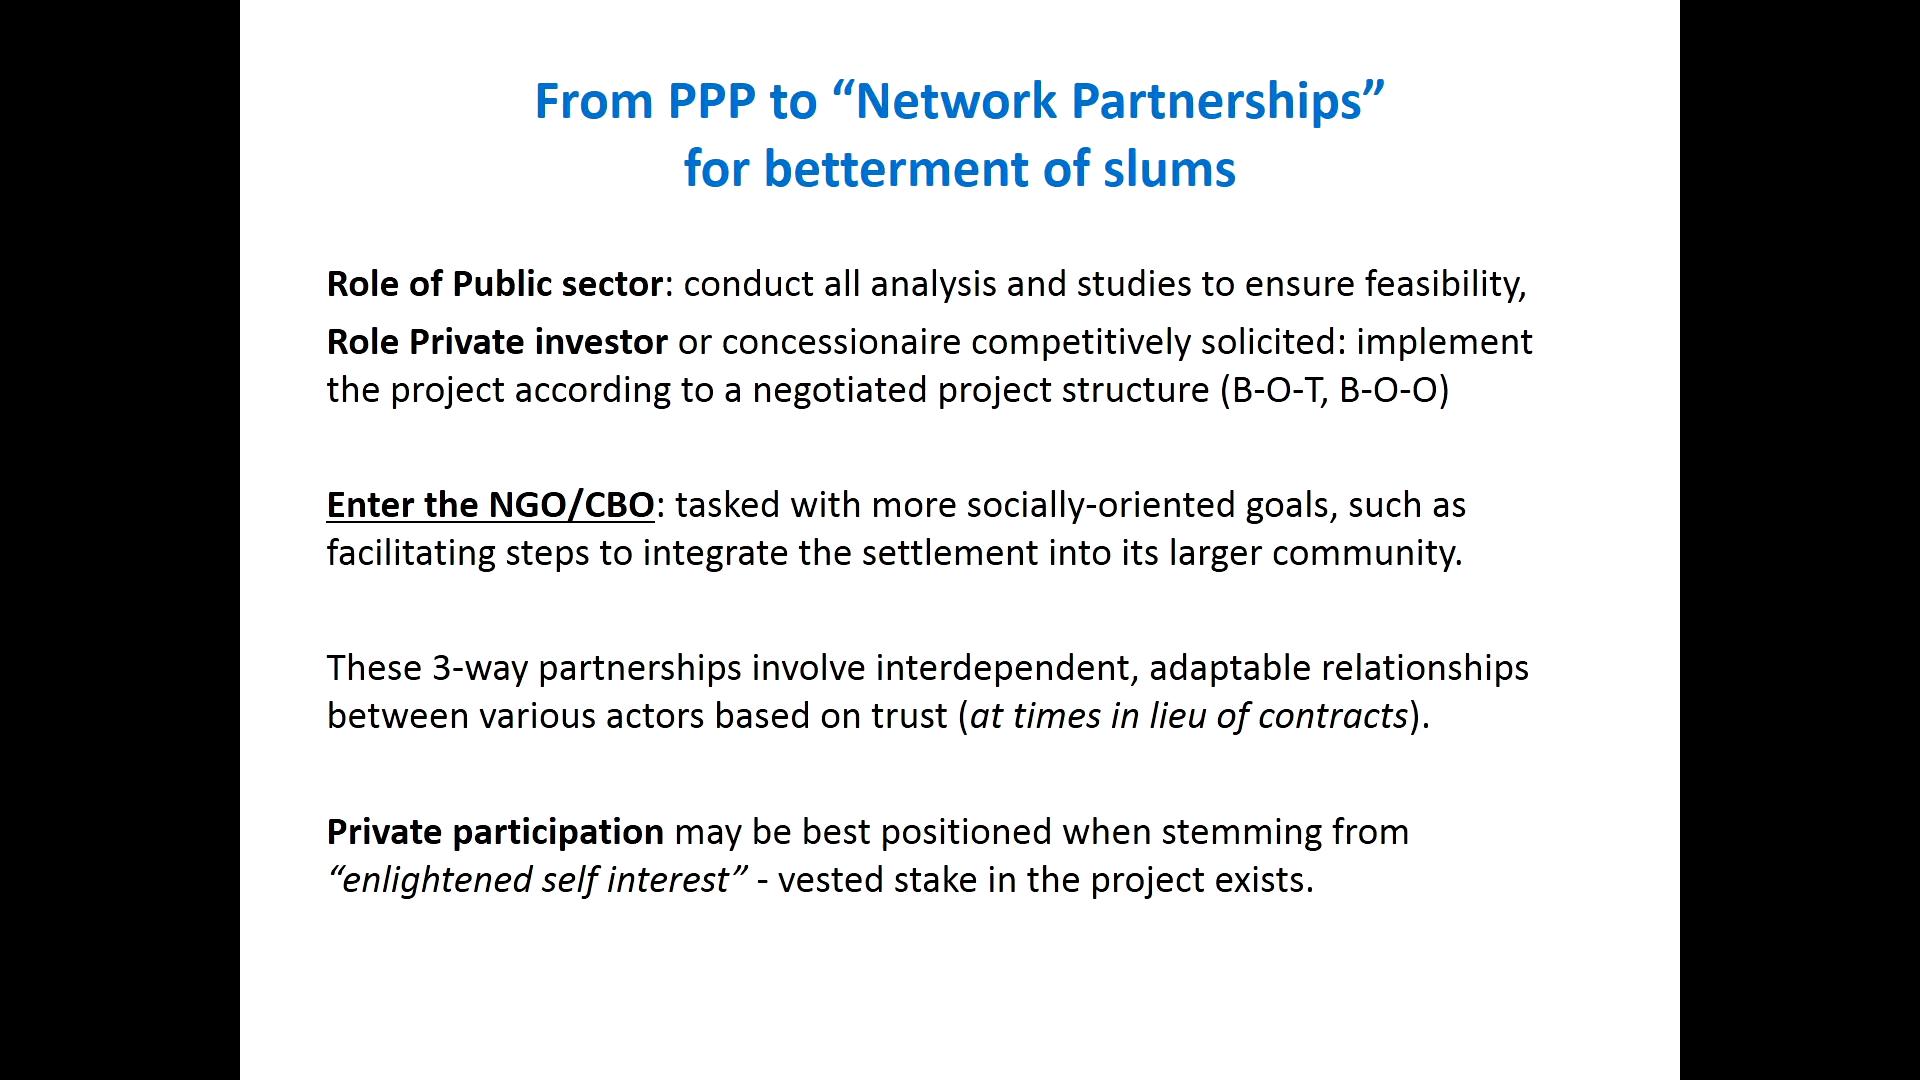 From PPP to “Network Partnerships”
for betterment of slums
Role of Public sector: conduct all analysis and studies to ensure feasibility,
Role Private investor or concessionaire competitively solicited: implement
the project according to a negotiated project structure (B-O-T, B-O-O)
Enter the NGO/CBO: tasked with more socially-oriented goals, such as
facilitating steps to integrate the settlement into its larger community.
These 3-way partnerships involve interdependent, adaptable relationships
between various actors based on trust (at times in lieu of contracts).
Private participation may be best positioned when stemming from
“enlightened self interest” - vested stake in the project exists.